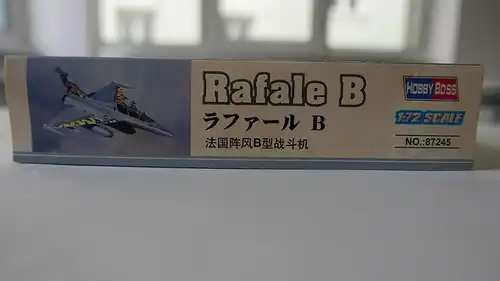 Rafale B
ラファール B
法国阵风B型战斗机
HOBBY BOSS
1:72 SCALE
NO.:87245